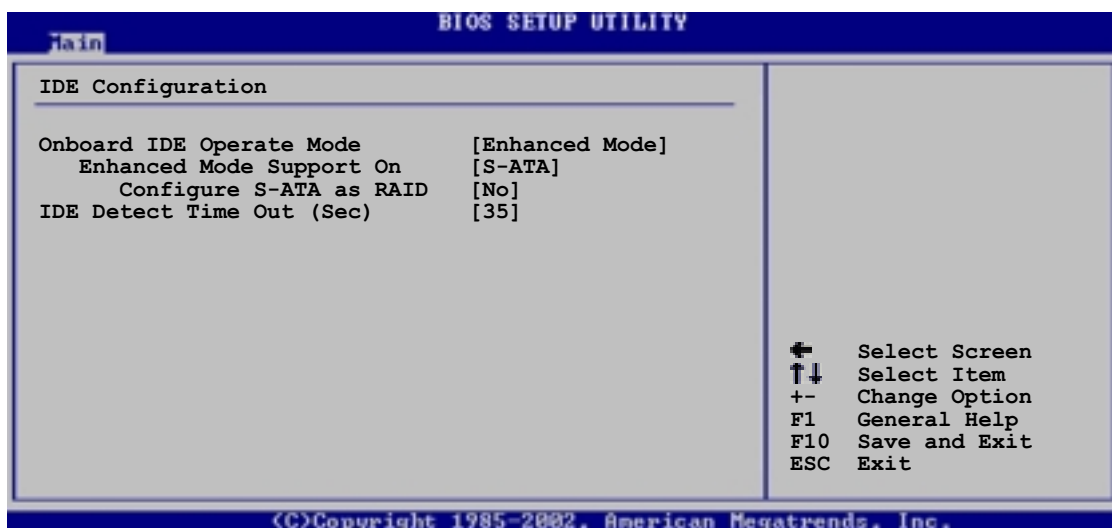 BIOS SETUP UTILITY
Main
IDE Configuration
Onboard IDE Operate Mode [Enhanced Mode]
Enhanced Mode Support On [S-ATA]
Configure S-ATA as RAID [No]
IDE Detect Time Out (Sec) [35]
← Select Screen
↑↓ Select Item
+- Change Option
F1 General Help
F10 Save and Exit
ESC Exit
(C)Copyright 1985-2002, American Megatrends, Inc.